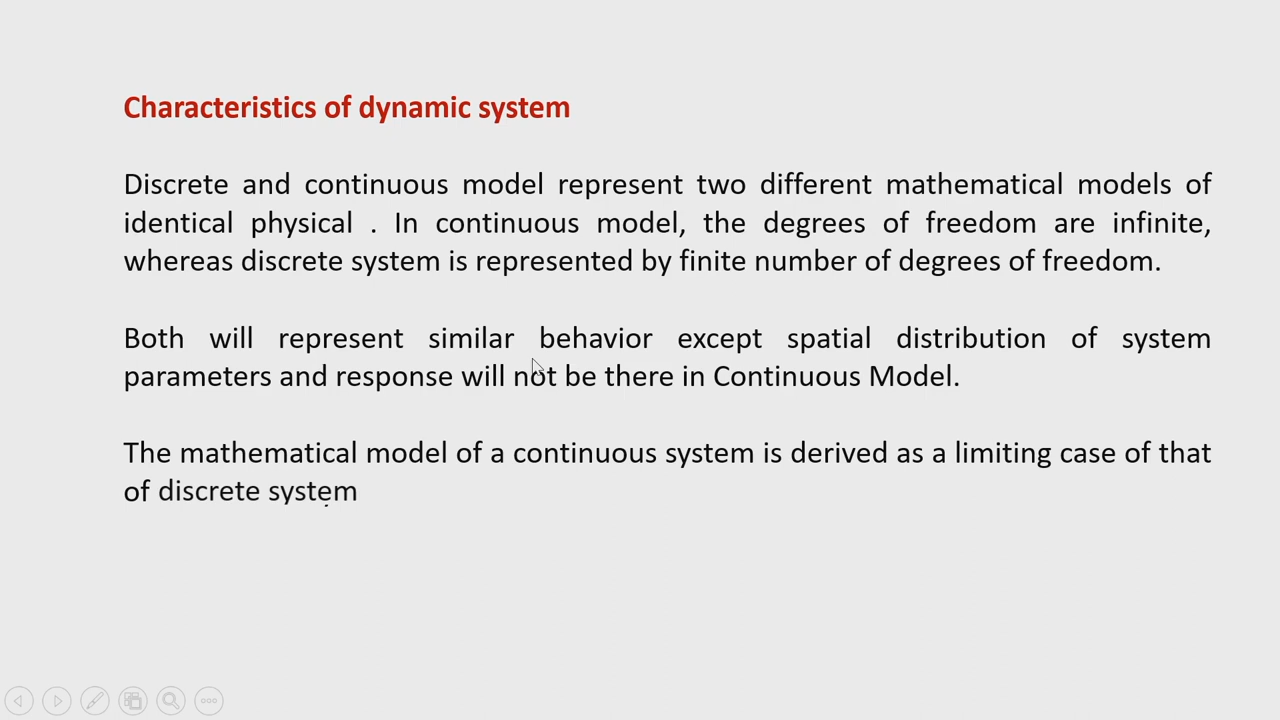 Characteristics of dynamic system
Discrete and continuous model represent two different mathematical models of
identical physical . In continuous model, the degrees of freedom are infinite,
whereas discrete system is represented by finite number of degrees of freedom.
Both will represent similar behavior except spatial distribution of system
parameters and response will not be there in Continuous Model.
The mathematical model of a continuous system is derived as a limiting case of that
of discrete system